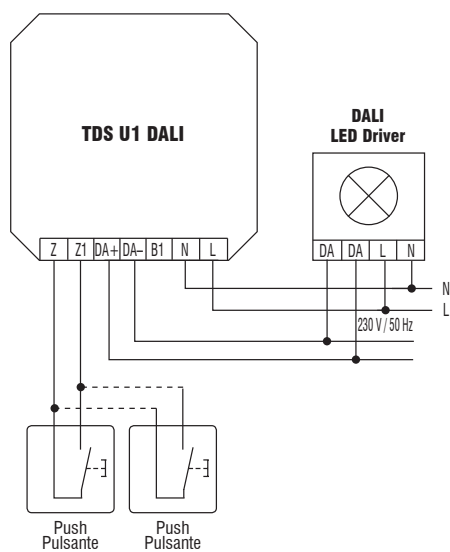 TDS U1 DALI
DALI
LED Driver
Z Z1 DA+ DA– B1 N L
DA DA L N
N
L
230 V / 50 Hz
Push
Pulsante
Push
Pulsante